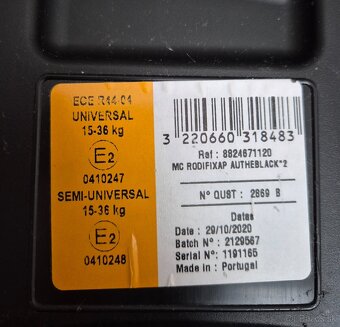 ECE R44 04
UNIVERSAL
15-36 kg
E2
0410247
SEMI-UNIVERSAL
15-36 kg
E2
0410248
3 220660 318483
Ref : 8824671120
MC RODIFIXAP AUTHEBLACK*2
N° OUST : 2869 B
Dates
Date : 29/10/2020
Batch N° : 2129567
Serial N° : 1191165
Made in : Portugal